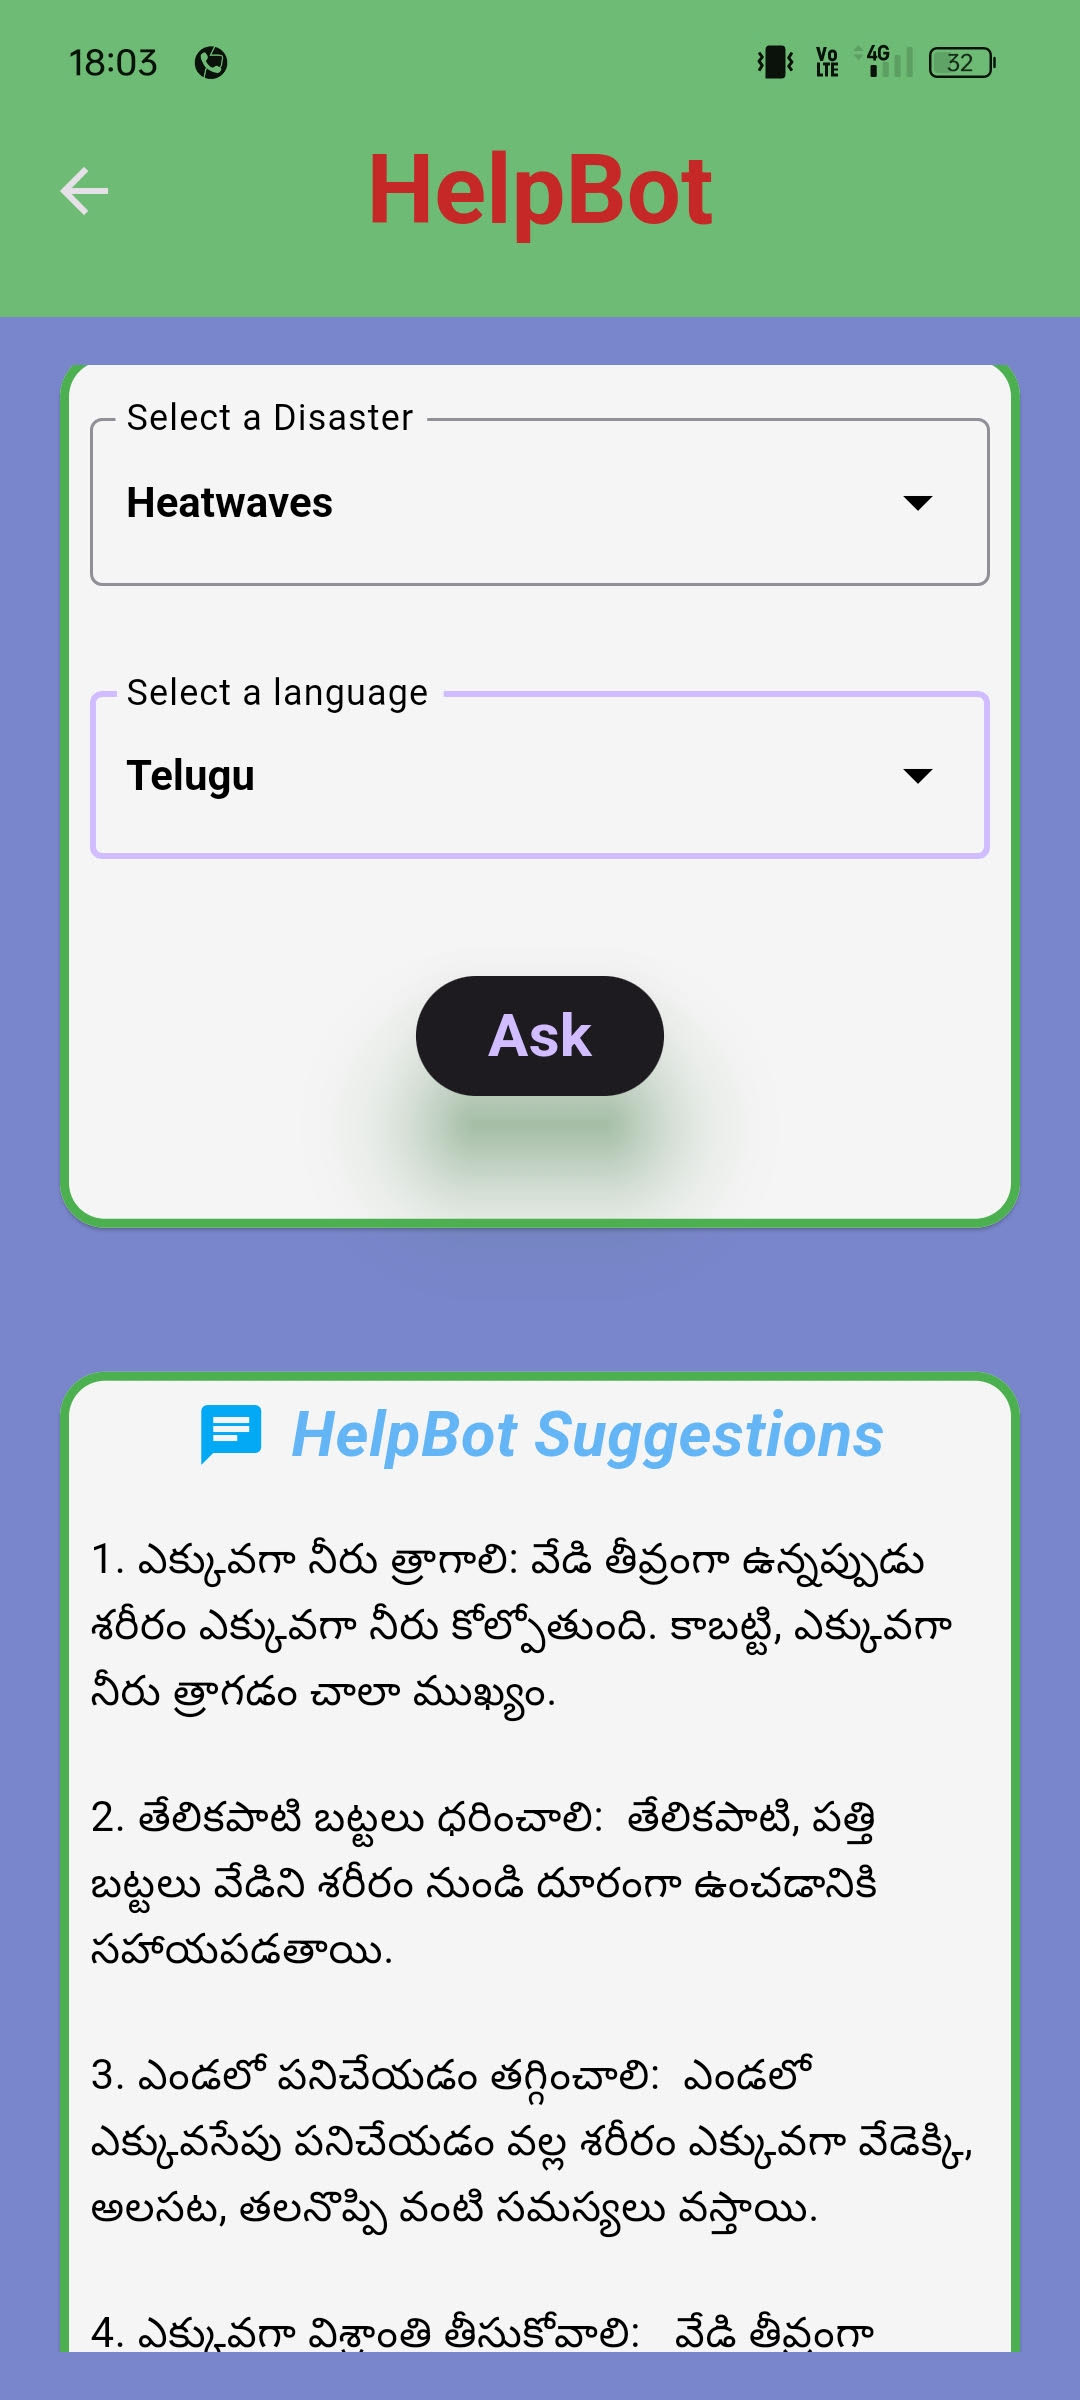 18:03
Vo LTE 4G 32
HelpBot
Select a Disaster
Heatwaves
Select a language
Telugu
Ask
HelpBot Suggestions
1. ఎక్కువగా నీరు త్రాగాలి: వేడి తీవ్రంగా ఉన్నప్పుడు
శరీరం ఎక్కువగా నీరు కోల్పోతుంది. కాబట్టి, ఎక్కువగా
నీరు త్రాగడం చాలా ముఖ్యం.
2. తేలికపాటి బట్టలు ధరించాలి:  తేలికపాటి, పత్తి
బట్టలు వేడిని శరీరం నుండి దూరంగా ఉంచడానికి
సహాయపడతాయి.
3. ఎండలో పనిచేయడం తగ్గించాలి:  ఎండలో
ఎక్కువసేపు పనిచేయడం వల్ల శరీరం ఎక్కువగా వేడెక్కి,
అలసట, తలనొప్పి వంటి సమస్యలు వస్తాయి.
4. ఎక్కువగా విశ్రాంతి తీసుకోవాలి:   వేడి తీవ్రంగా